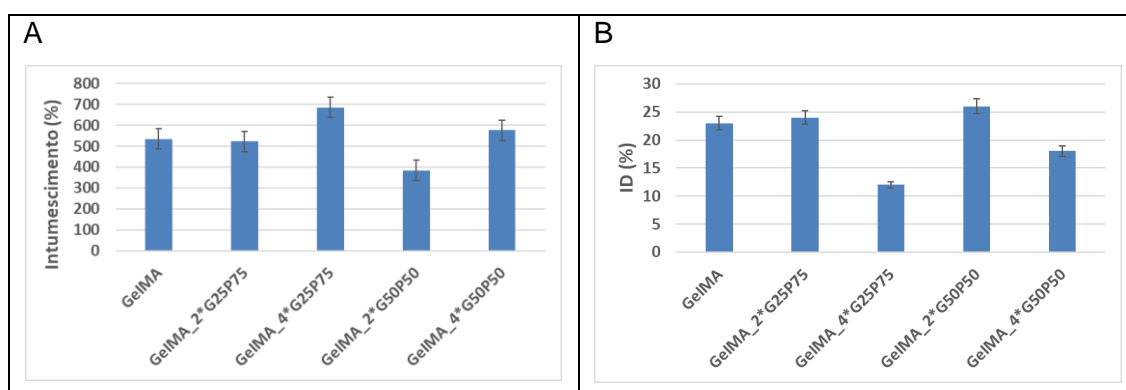 A
Intumescimento (%)
800
700
600
500
400
300
200
100
0
GelMA
GelMA_2*G25P75
GelMA_4*G25P75
GelMA_2*G50P50
GelMA_4*G50P50
B
ID (%)
30
25
20
15
10
5
0
GelMA
GelMA_2*G25P75
GelMA_4*G25P75
GelMA_2*G50P50
GelMA_4*G50P50